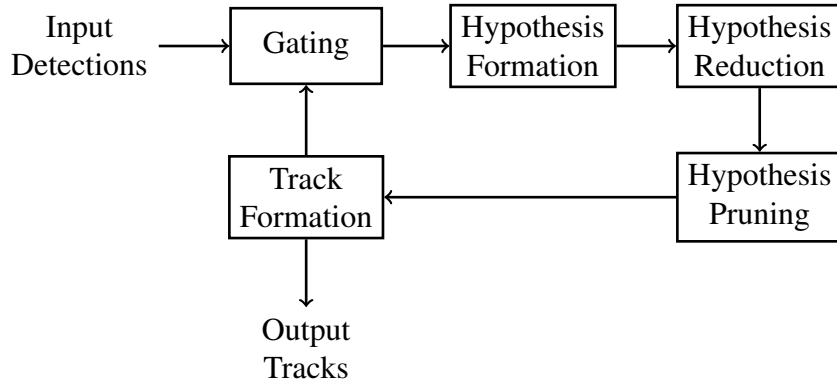 Input
Detections
Gating
Hypothesis
Formation
Hypothesis
Reduction
Track
Formation
Hypothesis
Pruning
Output
Tracks